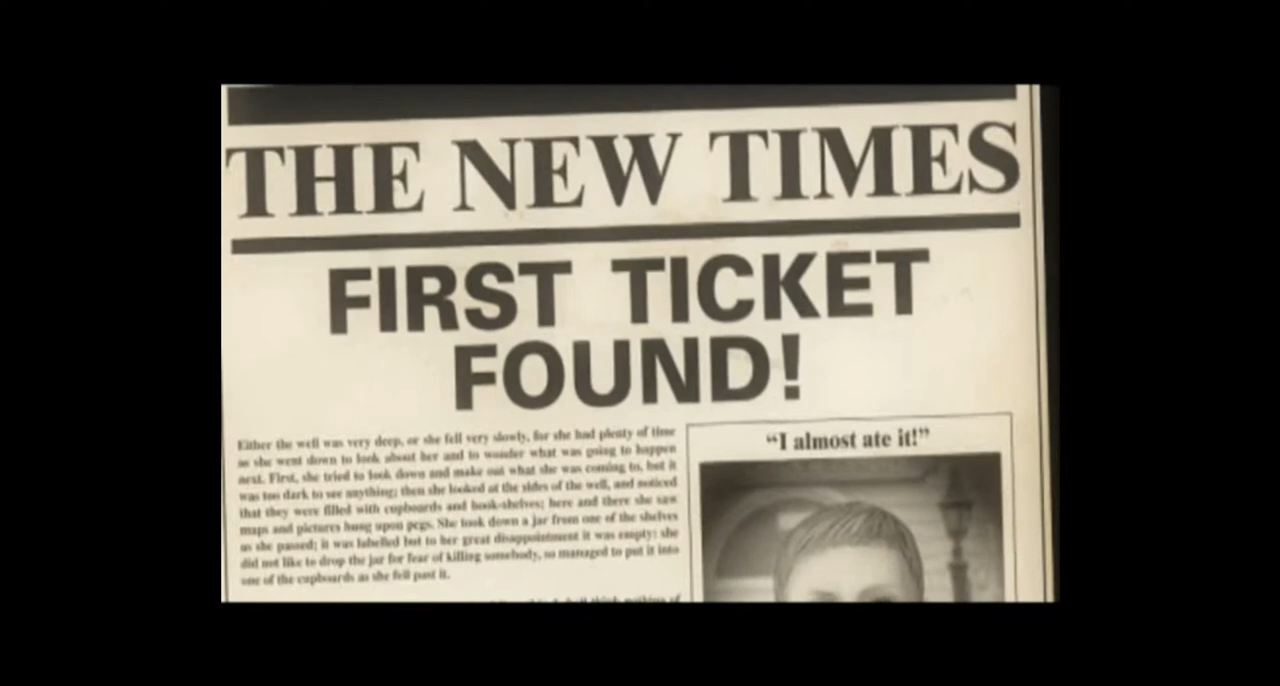 THE NEW TIMES
FIRST TICKET
FOUND!
Either the well was very deep, or she fell very slowly, for she had plenty of time
as she went down to look about her and to wonder what was going to happen
next. First, she tried to look down and make out what she was coming to, but it
was too dark to see anything; then she looked at the sides of the well, and noticed
that they were filled with cupboards and book-shelves; here and there she saw
maps and pictures hung upon pegs. She took down a jar from one of the shelves
as she passed; it was labelled but to her great disappointment it was empty: she
did not like to drop the jar for fear of killing somebody, so managed to put it into
one of the cupboards as she fell past it.
“I almost ate it!”